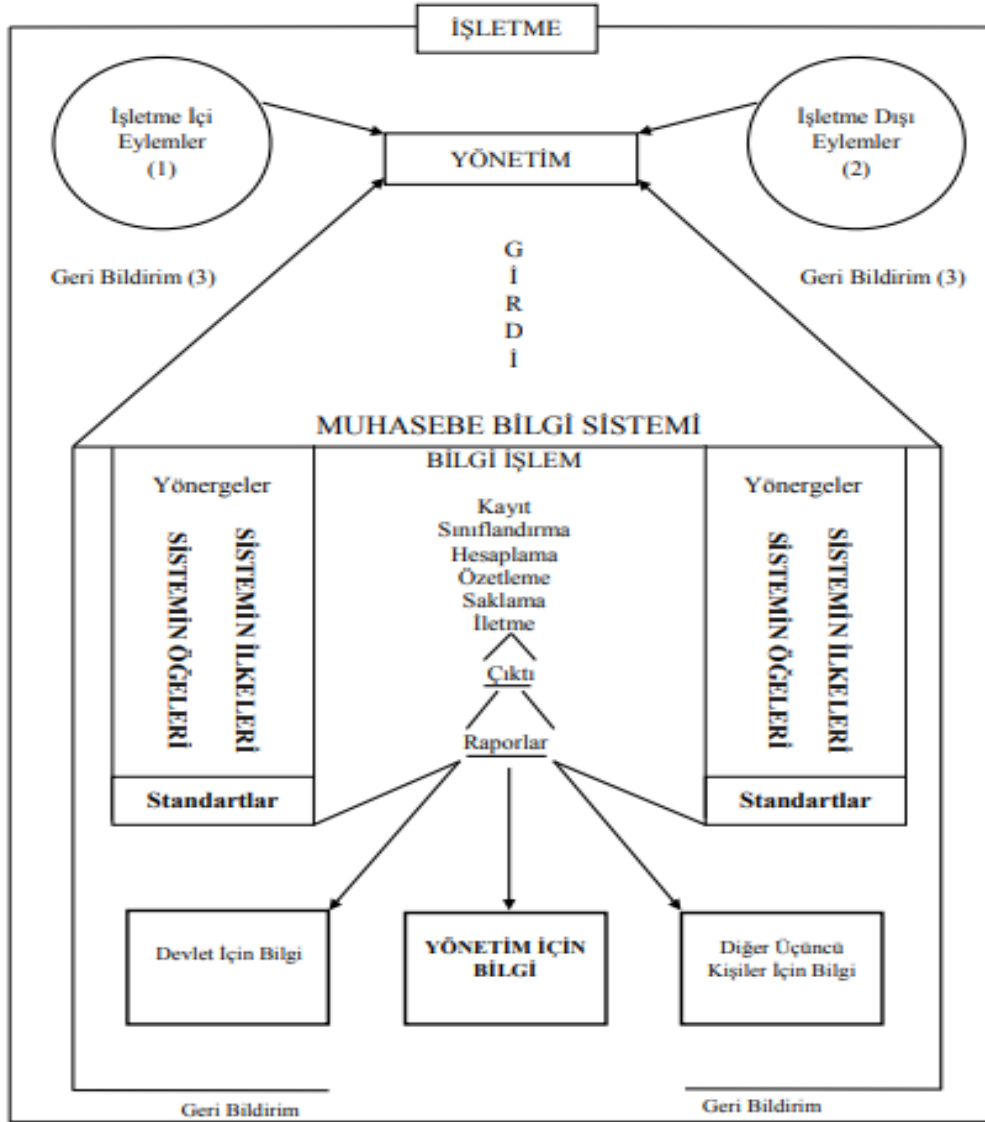 İŞLETME
İşletme İçi
Eylemler
(1)
İşletme Dışı
Eylemler
(2)
YÖNETİM
Geri Bildirim (3)
Geri Bildirim (3)
G
İ
R
D
İ
MUHASEBE BİLGİ SİSTEMİ
BİLGİ İŞLEM
Yönergeler
SİSTEMİN ÖĞELERİ
SİSTEMİN İLKELERİ
Standartlar
Kayıt
Sınıflandırma
Hesaplama
Özetleme
Saklama
İletme
Çıktı
Raporlar
Yönergeler
SİSTEMİN ÖĞELERİ
SİSTEMİN İLKELERİ
Standartlar
Devlet İçin Bilgi
YÖNETİM İÇİN
BİLGİ
Diğer Üçüncü
Kişiler İçin Bilgi
Geri Bildirim
Geri Bildirim